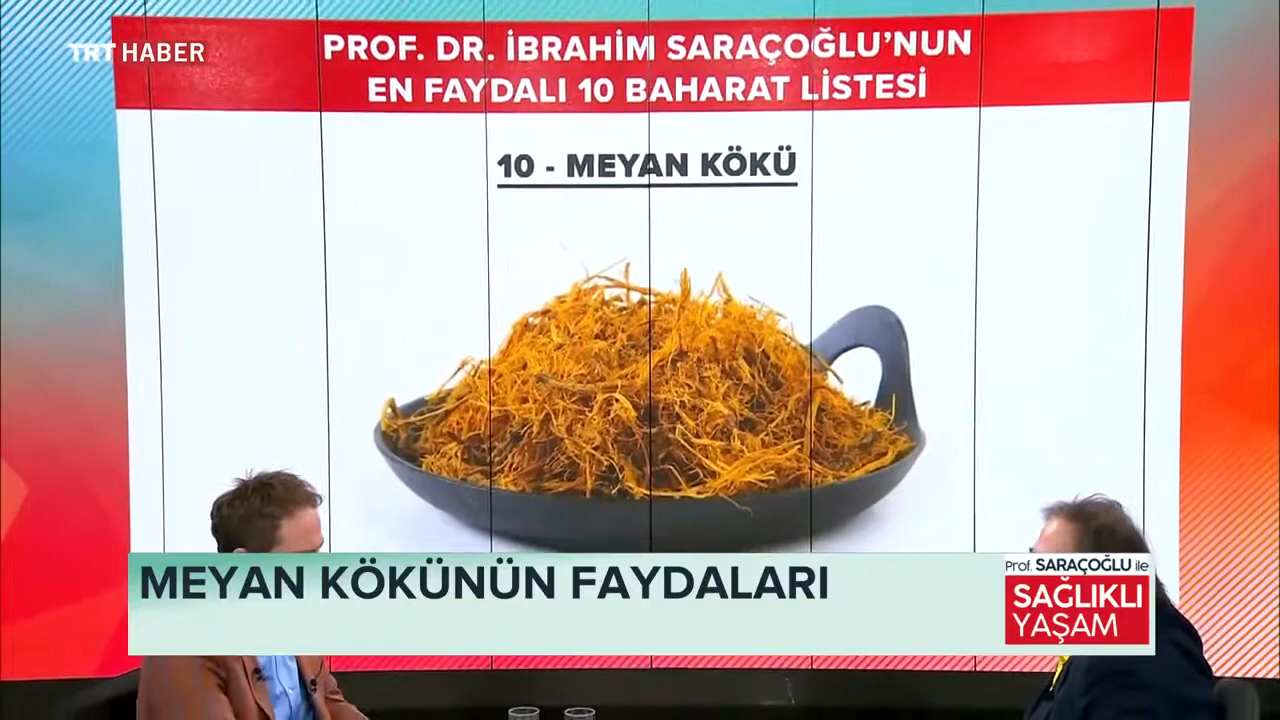 TRT HABER
PROF. DR. İBRAHİM SARAÇOĞLU'NUN
EN FAYDALI 10 BAHARAT LİSTESİ
10 - MEYAN KÖKÜ
MEYAN KÖKÜNÜN FAYDALARI
Prof. SARAÇOĞLU ile
SAĞLIKLI
YAŞAM